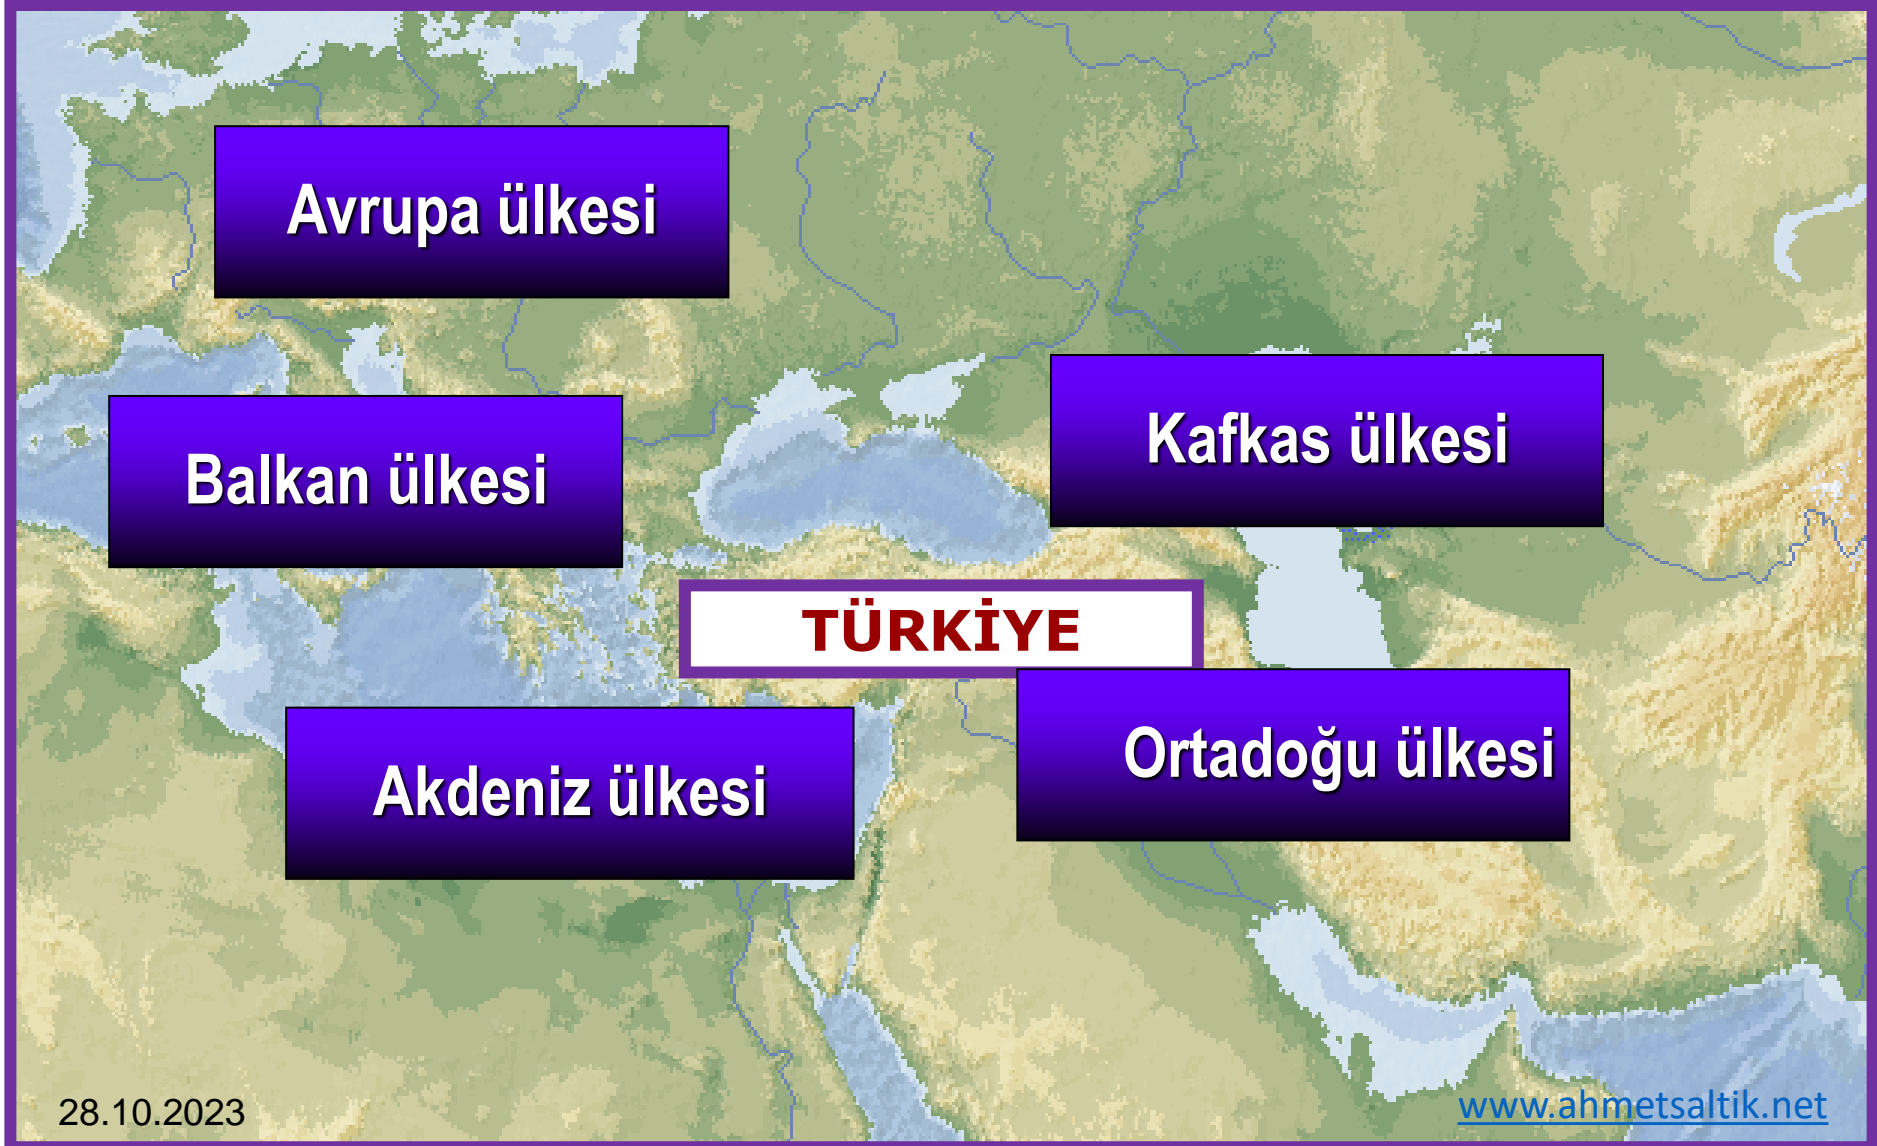 Avrupa ülkesi
Kafkas ülkesi
Balkan ülkesi
TÜRKİYE
Ortadoğu ülkesi
Akdeniz ülkesi
28.10.2023
www.ahmetsaltik.net